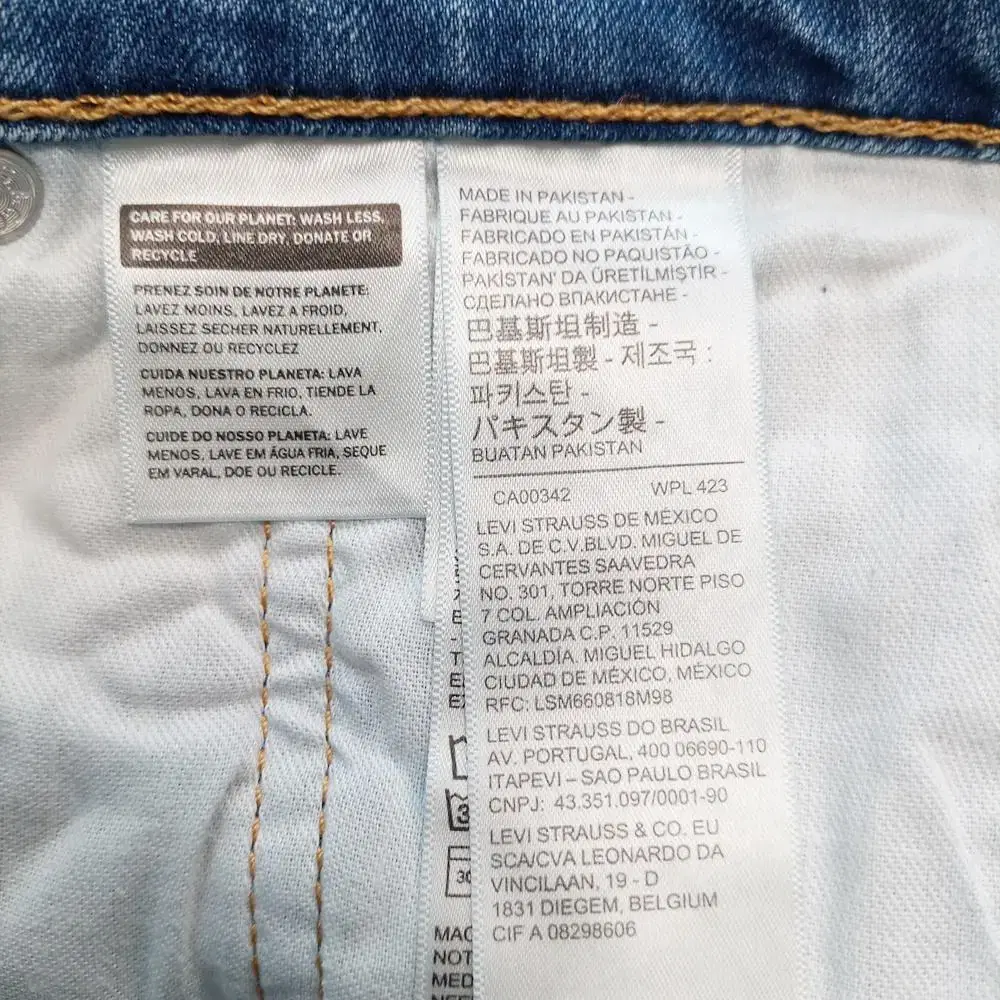 CARE FOR OUR PLANET: WASH LESS,
WASH COLD, LINE DRY, DONATE OR
RECYCLE
PRENEZ SOIN DE NOTRE PLANETE:
LAVEZ MOINS, LAVEZ A FROID,
LAISSEZ SECHER NATURELLEMENT,
DONNEZ OU RECYCLEZ
CUIDA NUESTRO PLANETA: LAVA
MENOS, LAVA EN FRIO, TIENDE LA
ROPA, DONA O RECICLA.
CUIDE DO NOSSO PLANETA: LAVE
MENOS, LAVE EM ÁGUA FRIA, SEQUE
EM VARAL, DOE OU RECICLE.
MADE IN PAKISTAN -
FABRIQUE AU PAKISTAN -
FABRICADO EN PAKISTÁN -
FABRICADO NO PAQUISTÃO -
PAKİSTAN' DA ÜRETİLMİŞTİR -
СДЕЛАНО ВПАКИСТАНЕ -
巴基斯坦制造 -
巴基斯坦製 - 제조국 :
파키스탄 -
パキスタン製 -
BUATAN PAKISTAN
CA00342 WPL 423
LEVI STRAUSS DE MÉXICO
S.A. DE C.V.BLVD. MIGUEL DE
CERVANTES SAAVEDRA
NO. 301, TORRE NORTE PISO
7 COL. AMPLIACIÓN
GRANADA C.P. 11529
ALCALDÍA. MIGUEL HIDALGO
CIUDAD DE MÉXICO, MÉXICO
RFC: LSM660818M98
LEVI STRAUSS DO BRASIL
AV. PORTUGAL, 400 06690-110
ITAPEVI – SAO PAULO BRASIL
CNPJ: 43.351.097/0001-90
LEVI STRAUSS & CO. EU
SCA/CVA LEONARDO DA
VINCILAAN, 19 - D
1831 DIEGEM, BELGIUM
CIF A 08298606
30
MAC
NOT
MED